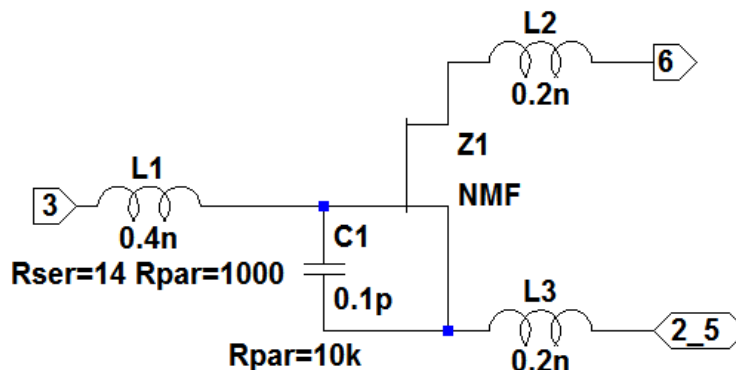 L2
6
0.2n
Z1
L1
3
NMF
0.4n
C1
Rser=14 Rpar=1000
0.1p
L3
2_5
Rpar=10k
0.2n